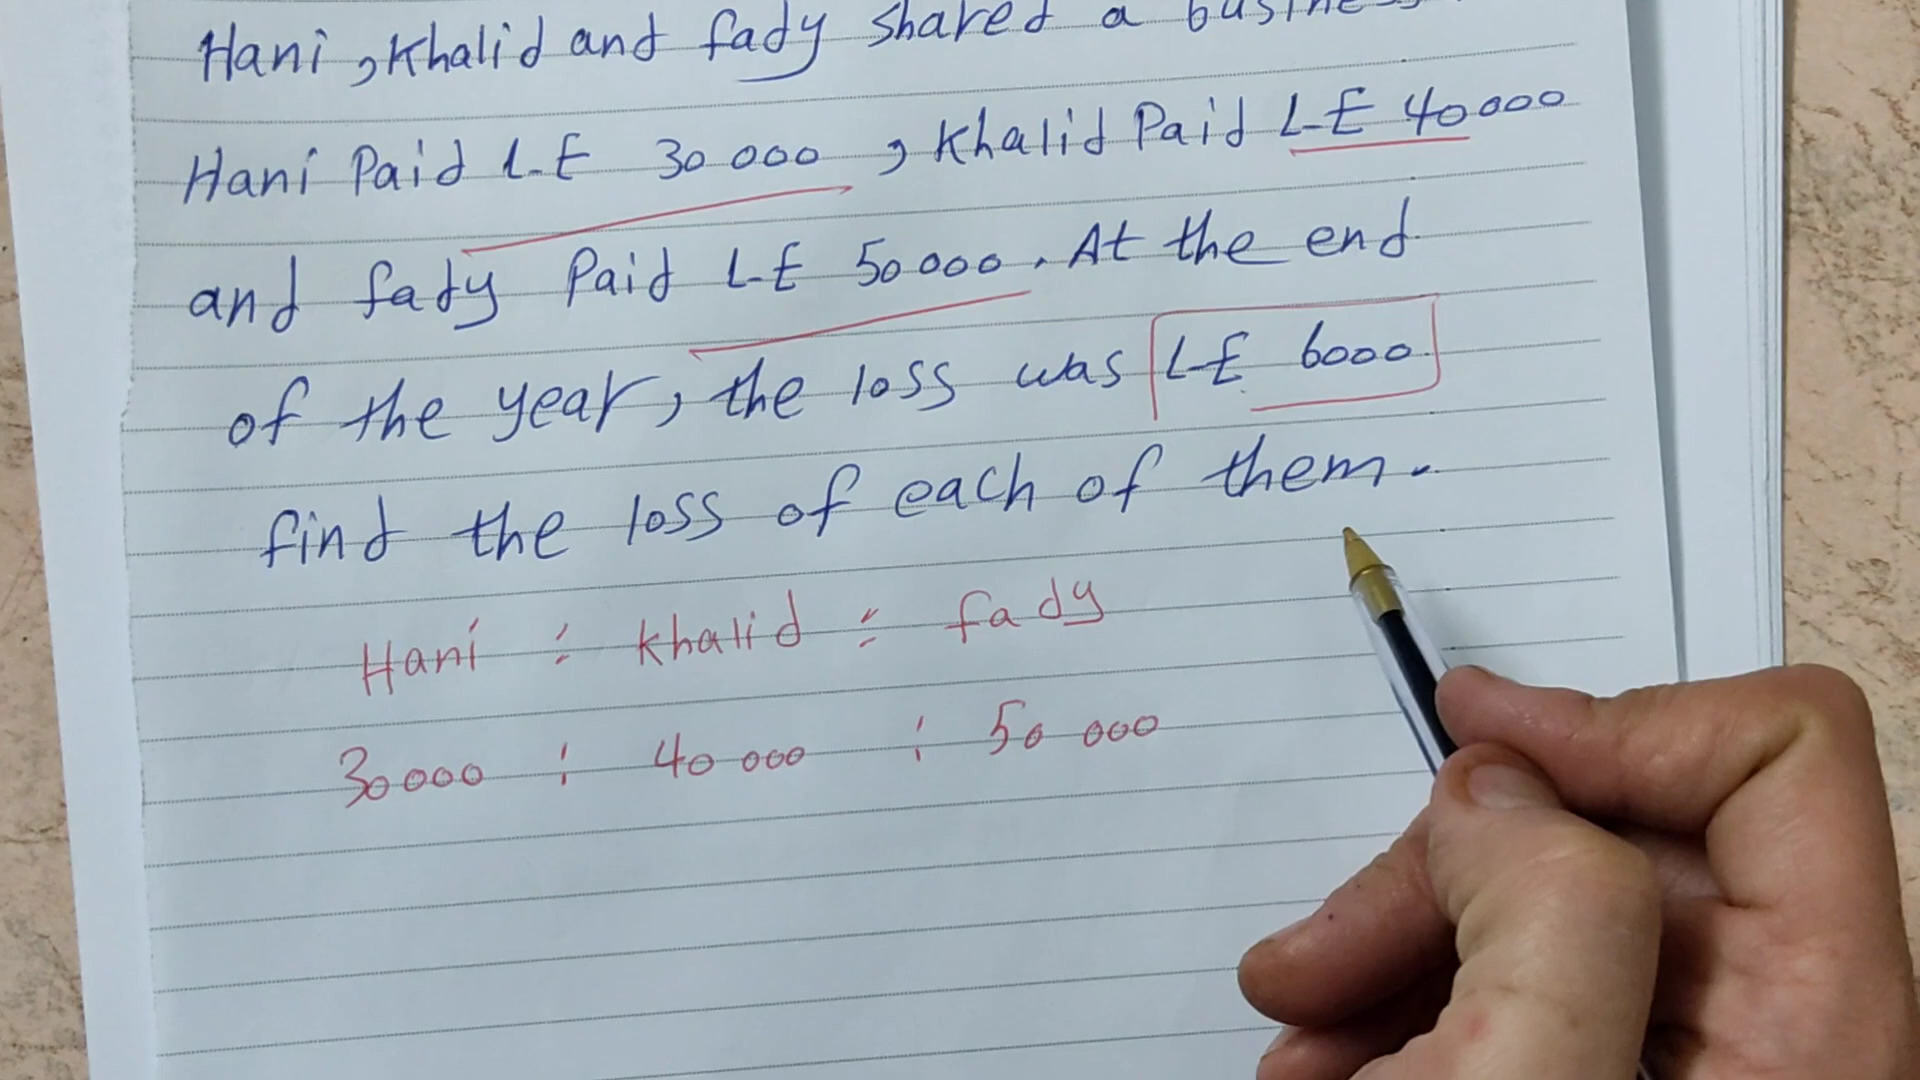 Hani, Khalid and fady shared a
Hani Paid L.E 30 000, Khalid Paid L.E 40000
and fady Paid L.E 50000. At the end
of the year, the loss was L.E 6000
find the loss of each of them.
Hani : Khalid : fady
30000 : 40 000 : 50 000